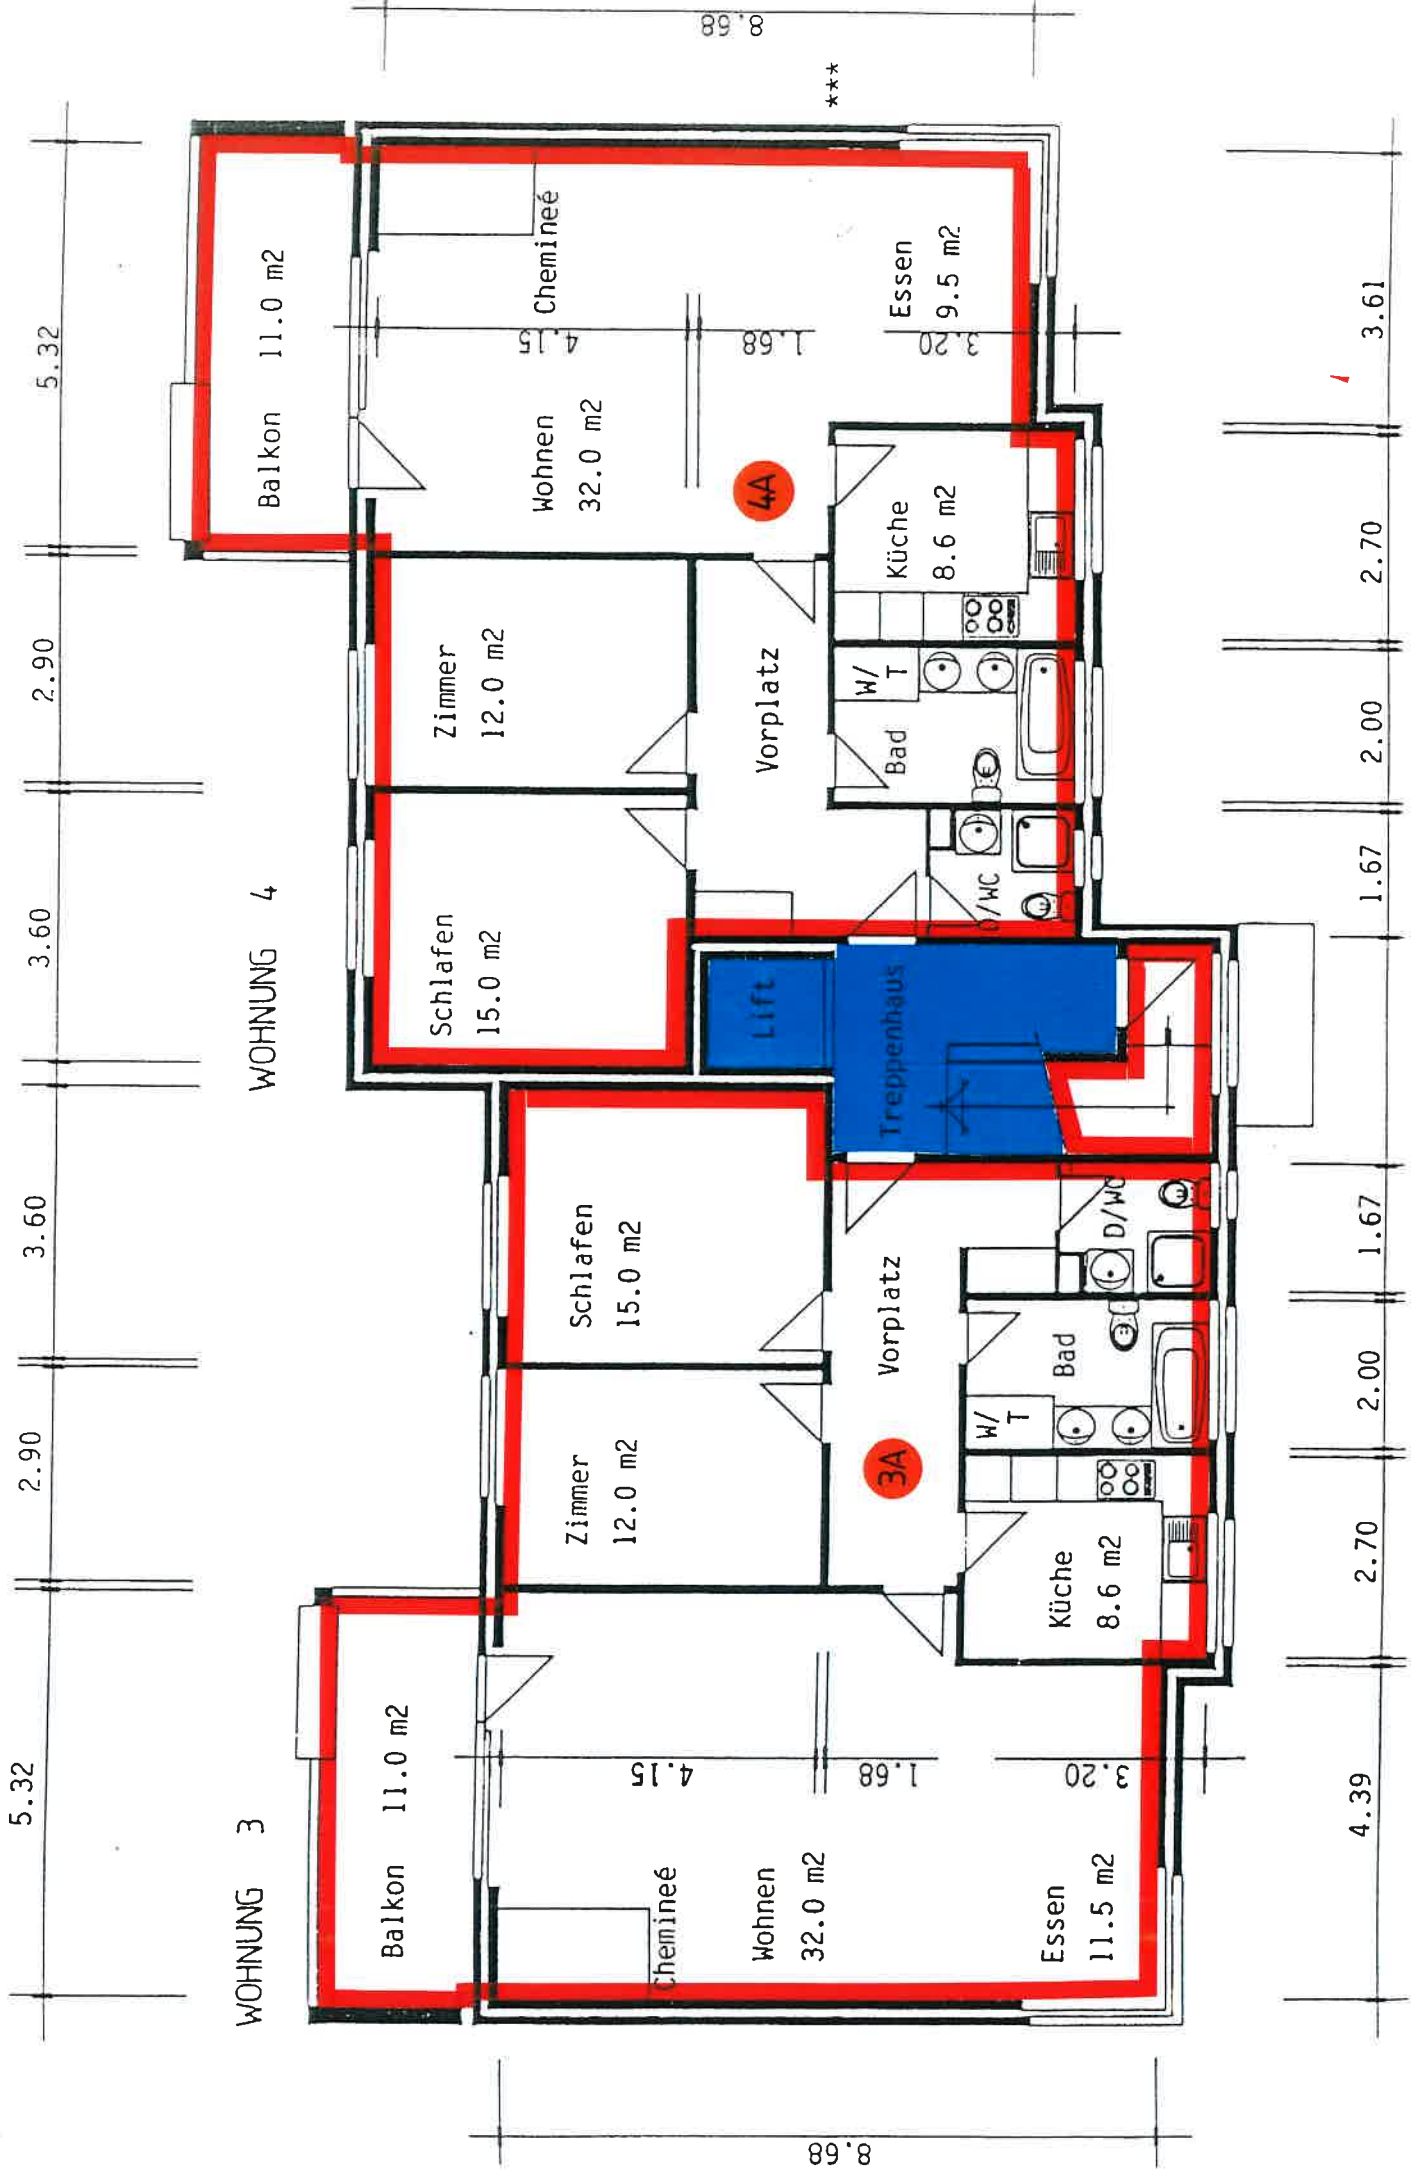 WOHNUNG 3
WOHNUNG 4
5.32
2.90
3.60
3.60
2.90
5.32
8.68
8.68
***
Balkon 11.0 m2
Chemineé
Wohnen
32.0 m2
Essen
11.5 m2
4.15
1.68
3.20
Zimmer
12.0 m2
Schlafen
15.0 m2
3A
Vorplatz
Küche
8.6 m2
W/
T
Bad
D/WC
Lift
Treppenhaus
Schlafen
15.0 m2
Zimmer
12.0 m2
Vorplatz
D/WC
Bad
W/
T
Küche
8.6 m2
4A
Balkon 11.0 m2
Wohnen
32.0 m2
Chemineé
Essen
9.5 m2
4.15
1.68
3.20
4.39
2.70
2.00
1.67
1.67
2.00
2.70
3.61